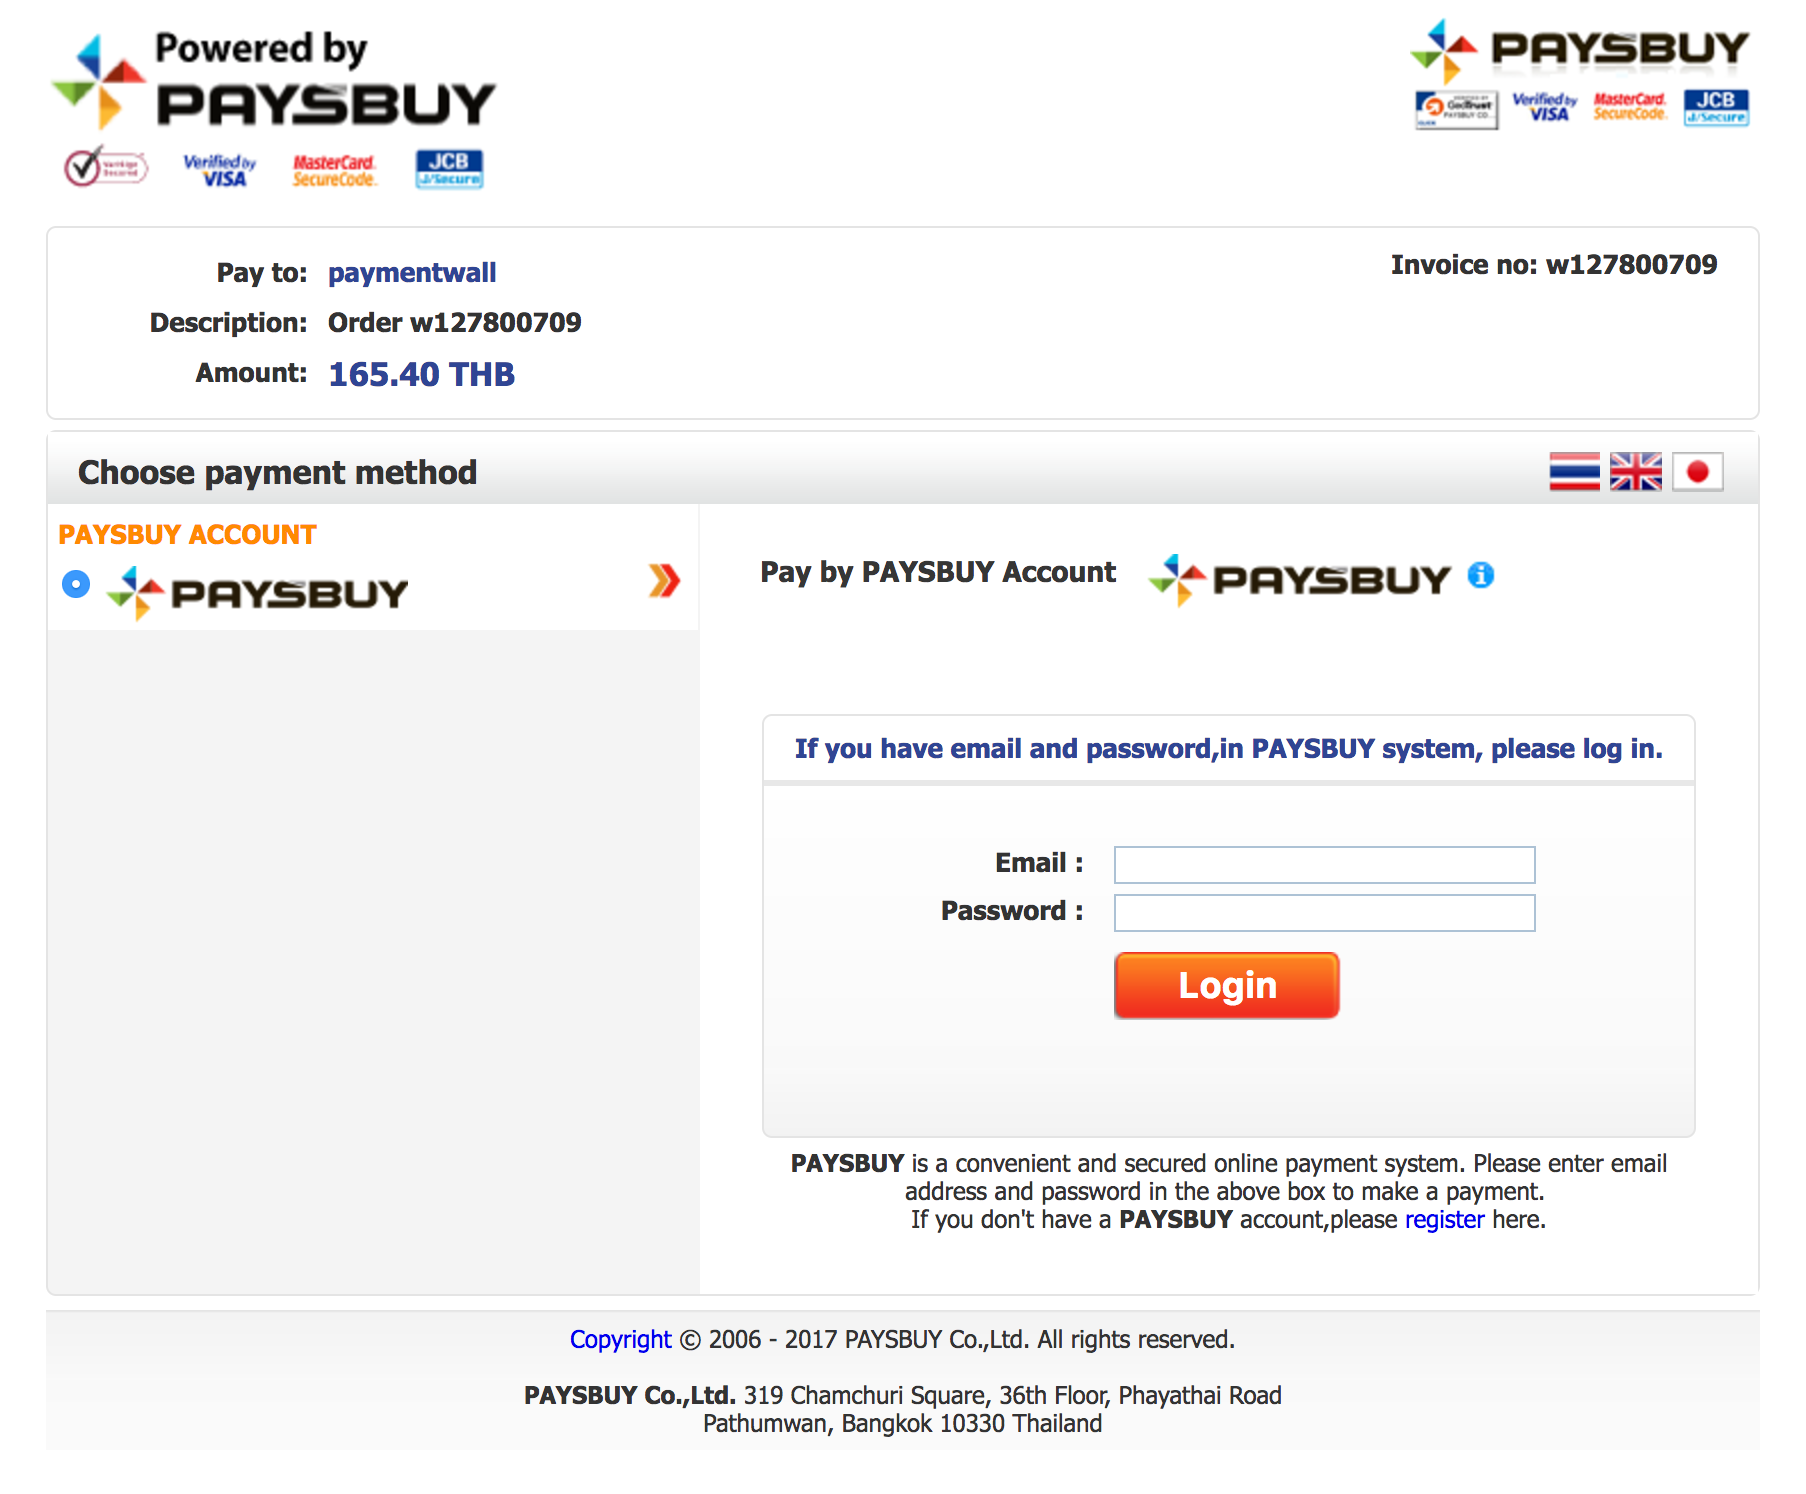 Powered by
PAYSBUY
Verified by
VISA
MasterCard.
SecureCode.
JCB
J/Secure
PAYSBUY
GeoTrust
PAYSBUY CO.,
Verified by
VISA
MasterCard.
SecureCode.
JCB
J/Secure
Pay to: paymentwall
Invoice no: w127800709
Description: Order w127800709
Amount: 165.40 THB
Choose payment method
PAYSBUY ACCOUNT
PAYSBUY
Pay by PAYSBUY Account PAYSBUY i
If you have email and password,in PAYSBUY system, please log in.
Email :
Password :
Login
PAYSBUY is a convenient and secured online payment system. Please enter email
address and password in the above box to make a payment.
If you don't have a PAYSBUY account,please register here.
Copyright © 2006 - 2017 PAYSBUY Co.,Ltd. All rights reserved.
PAYSBUY Co.,Ltd. 319 Chamchuri Square, 36th Floor, Phayathai Road
Pathumwan, Bangkok 10330 Thailand